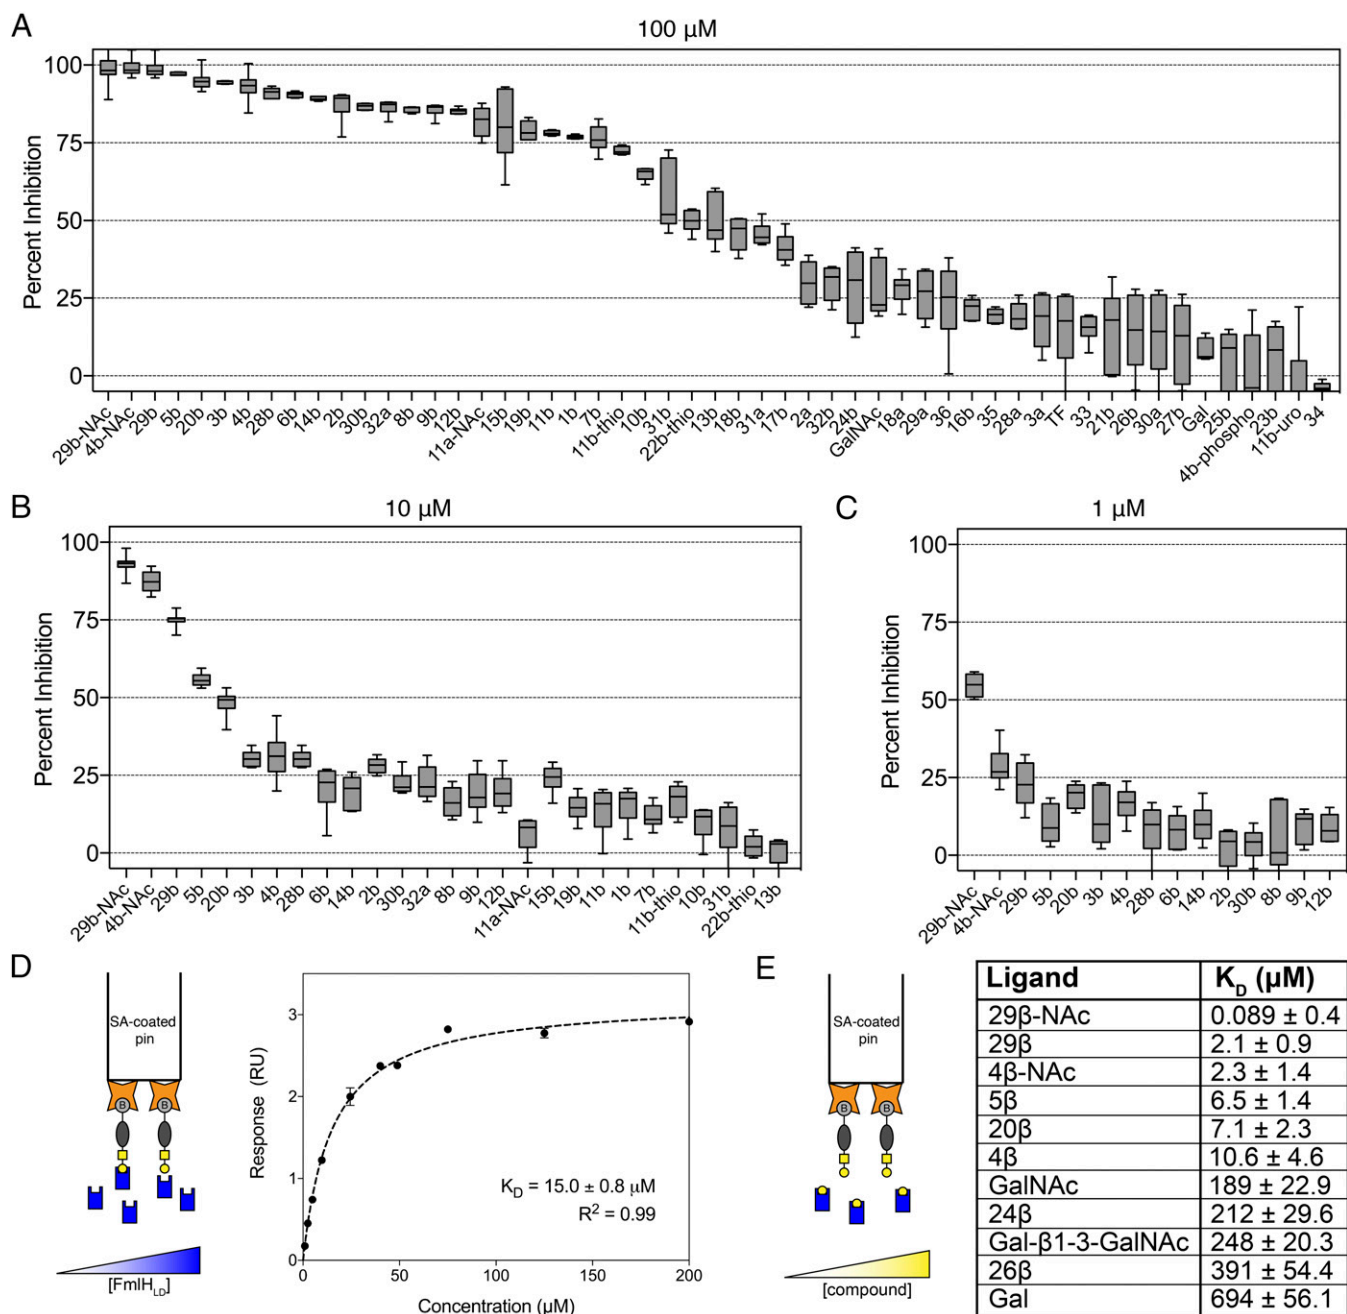 A
100 µM
Percent Inhibition
100
75
50
25
0
29b-NAc
4b-NAc
29b
5b
20b
3b
4b
28b
6b
14b
2b
30b
32a
8b
9b
12b
11a-NAc
15b
19b
11b
1b
7b
11b-thio
10b
31b
22b-thio
13b
18b
31a
17b
2a
32b
24b
GalNAc
18a
29a
36
16b
35
28a
3a
TF
33
21b
26b
30a
27b
Gal
25b
4b-phospho
23b
11b-uro
34
B
10 µM
Percent Inhibition
100
75
50
25
0
29b-NAc
4b-NAc
29b
5b
20b
3b
4b
28b
6b
14b
2b
30b
32a
8b
9b
12b
11a-NAc
15b
19b
11b
1b
7b
11b-thio
10b
31b
22b-thio
13b
C
1 µM
Percent Inhibition
100
75
50
25
0
29b-NAc
4b-NAc
29b
5b
20b
3b
4b
28b
6b
14b
2b
30b
8b
9b
12b
D
SA-coated
pin
B
B
[FmlH_LD]
Response (RU)
3
2
1
0
K_D = 15.0 ± 0.8 µM
R² = 0.99
0
50
100
150
200
Concentration (µM)
E
SA-coated
pin
B
B
[compound]
Ligand K_D (µM)
29β-NAc 0.089 ± 0.4
29β 2.1 ± 0.9
4β-NAc 2.3 ± 1.4
5β 6.5 ± 1.4
20β 7.1 ± 2.3
4β 10.6 ± 4.6
GalNAc 189 ± 22.9
24β 212 ± 29.6
Gal-β1-3-GalNAc 248 ± 20.3
26β 391 ± 54.4
Gal 694 ± 56.1